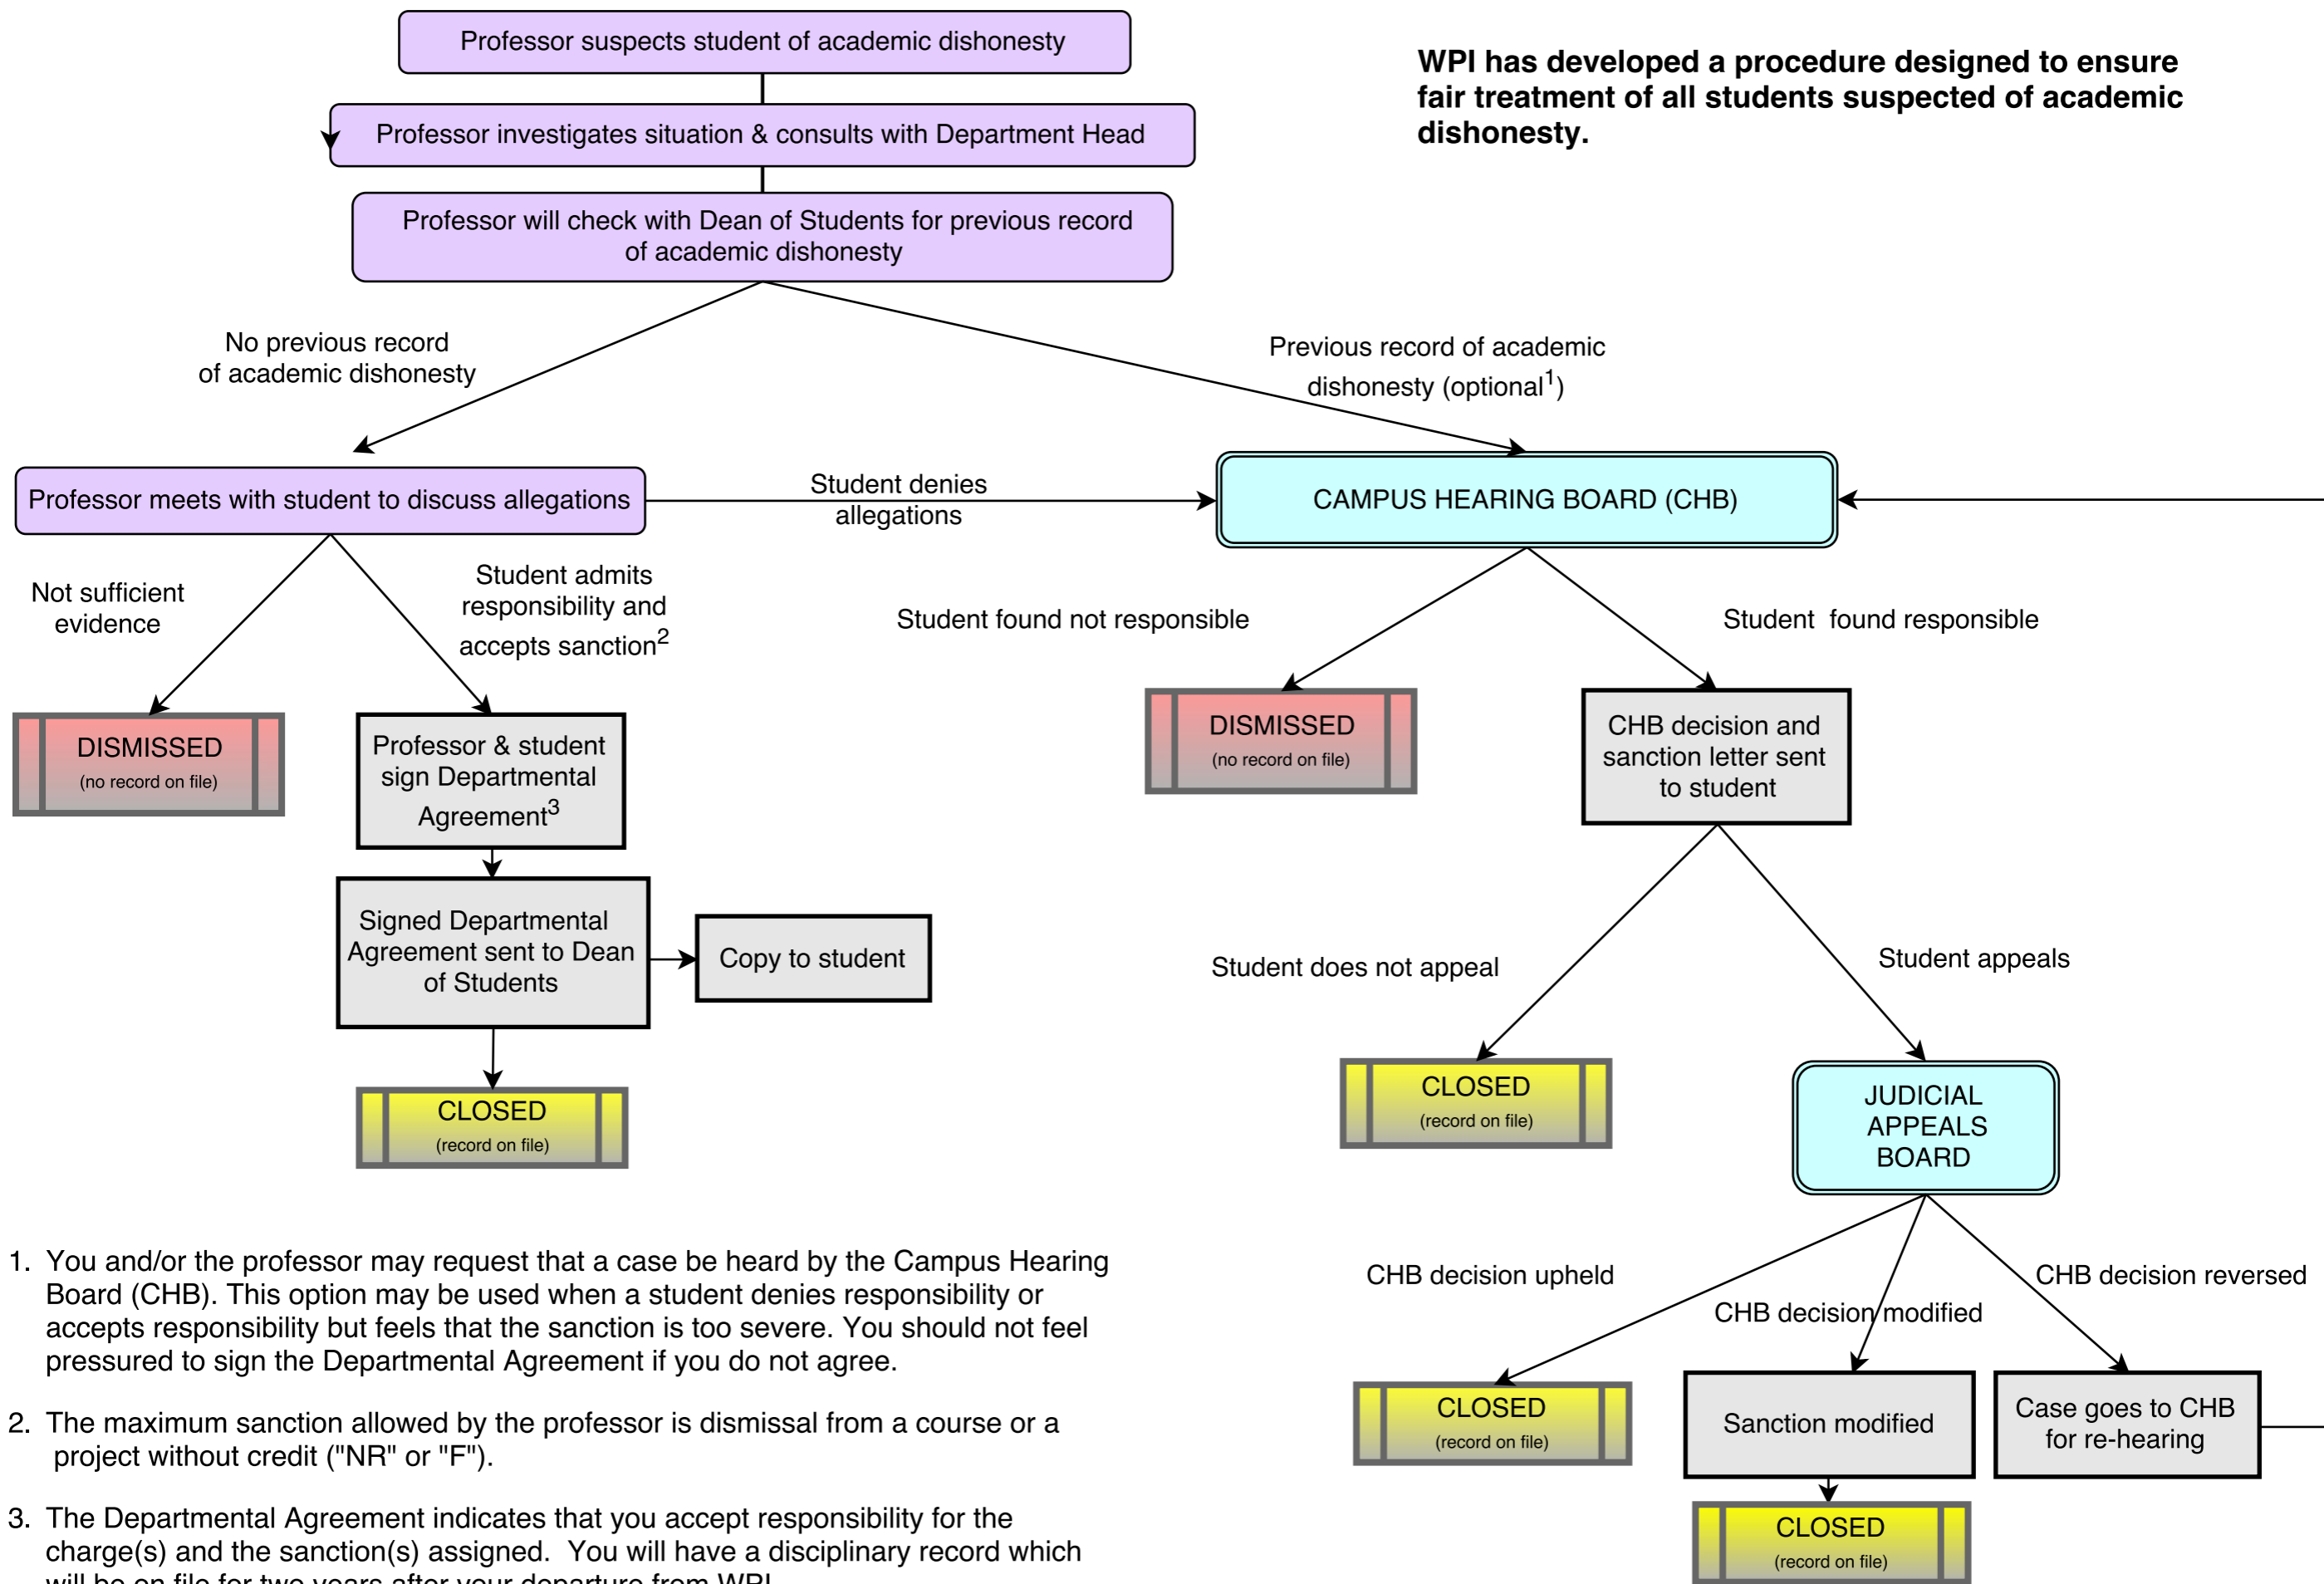 Professor suspects student of academic dishonesty
WPI has developed a procedure designed to ensure
fair treatment of all students suspected of academic
dishonesty.
Professor investigates situation & consults with Department Head
Professor will check with Dean of Students for previous record
of academic dishonesty
No previous record
of academic dishonesty
Previous record of academic
dishonesty (optional1)
Professor meets with student to discuss allegations
Student denies
allegations
CAMPUS HEARING BOARD (CHB)
Not sufficient
evidence
Student admits
responsibility and
accepts sanction2
Student found not responsible
Student  found responsible
DISMISSED
(no record on file)
Professor & student
sign Departmental
Agreement3
DISMISSED
(no record on file)
CHB decision and
sanction letter sent
to student
Signed Departmental
Agreement sent to Dean
of Students
Copy to student
Student does not appeal
Student appeals
CLOSED
(record on file)
CLOSED
(record on file)
JUDICIAL
APPEALS
BOARD
CHB decision upheld
CHB decision modified
CHB decision reversed
CLOSED
(record on file)
Sanction modified
Case goes to CHB
for re-hearing
CLOSED
(record on file)
1. You and/or the professor may request that a case be heard by the Campus Hearing
Board (CHB). This option may be used when a student denies responsibility or
accepts responsibility but feels that the sanction is too severe. You should not feel
pressured to sign the Departmental Agreement if you do not agree.
2. The maximum sanction allowed by the professor is dismissal from a course or a
project without credit ("NR" or "F").
3. The Departmental Agreement indicates that you accept responsibility for the
charge(s) and the sanction(s) assigned.  You will have a disciplinary record which
will be on file for two years after your departure from WPI